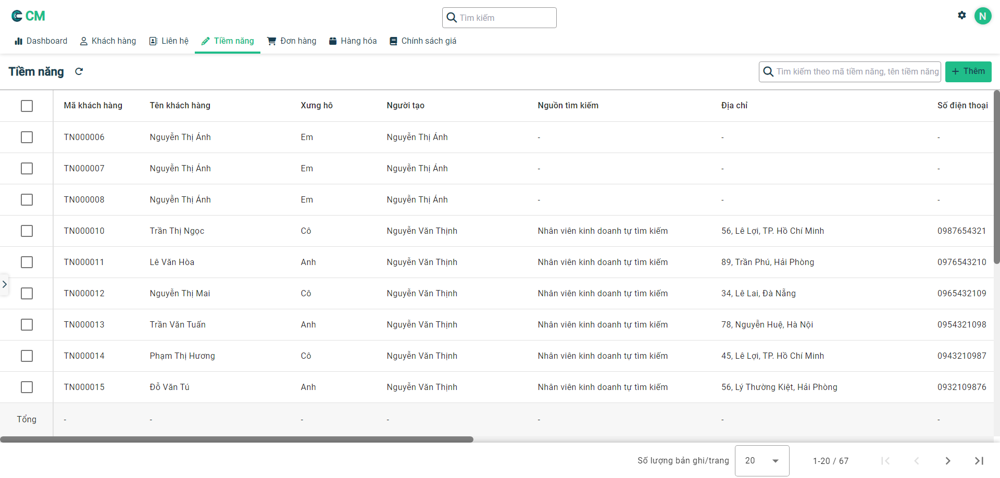 CM
Tìm kiếm
N
Dashboard Khách hàng Liên hệ Tiềm năng Đơn hàng Hàng hóa Chính sách giá
Tiềm năng
Tìm kiếm theo mã tiềm năng, tên tiềm năng
+ Thêm
Mã khách hàng Tên khách hàng Xưng hô Người tạo Nguồn tìm kiếm Địa chỉ Số điện thoại
TN000006 Nguyễn Thị Ánh Em Nguyễn Thị Ánh - - -
TN000007 Nguyễn Thị Ánh Em Nguyễn Thị Ánh - - -
TN000008 Nguyễn Thị Ánh Em Nguyễn Thị Ánh - - -
TN000010 Trần Thị Ngọc Cô Nguyễn Văn Thịnh Nhân viên kinh doanh tự tìm kiếm 56, Lê Lợi, TP. Hồ Chí Minh 0987654321
TN000011 Lê Văn Hòa Anh Nguyễn Văn Thịnh Nhân viên kinh doanh tự tìm kiếm 89, Trần Phú, Hải Phòng 0976543210
TN000012 Nguyễn Thị Mai Cô Nguyễn Văn Thịnh Nhân viên kinh doanh tự tìm kiếm 34, Lê Lai, Đà Nẵng 0965432109
TN000013 Trần Văn Tuấn Anh Nguyễn Văn Thịnh Nhân viên kinh doanh tự tìm kiếm 78, Nguyễn Huệ, Hà Nội 0954321098
TN000014 Phạm Thị Hương Cô Nguyễn Văn Thịnh Nhân viên kinh doanh tự tìm kiếm 45, Lê Lợi, TP. Hồ Chí Minh 0943210987
TN000015 Đỗ Văn Tú Anh Nguyễn Văn Thịnh Nhân viên kinh doanh tự tìm kiếm 56, Lý Thường Kiệt, Hải Phòng 0932109876
Tổng - - - - - - -
Số lượng bản ghi/trang 20 1-20 / 67